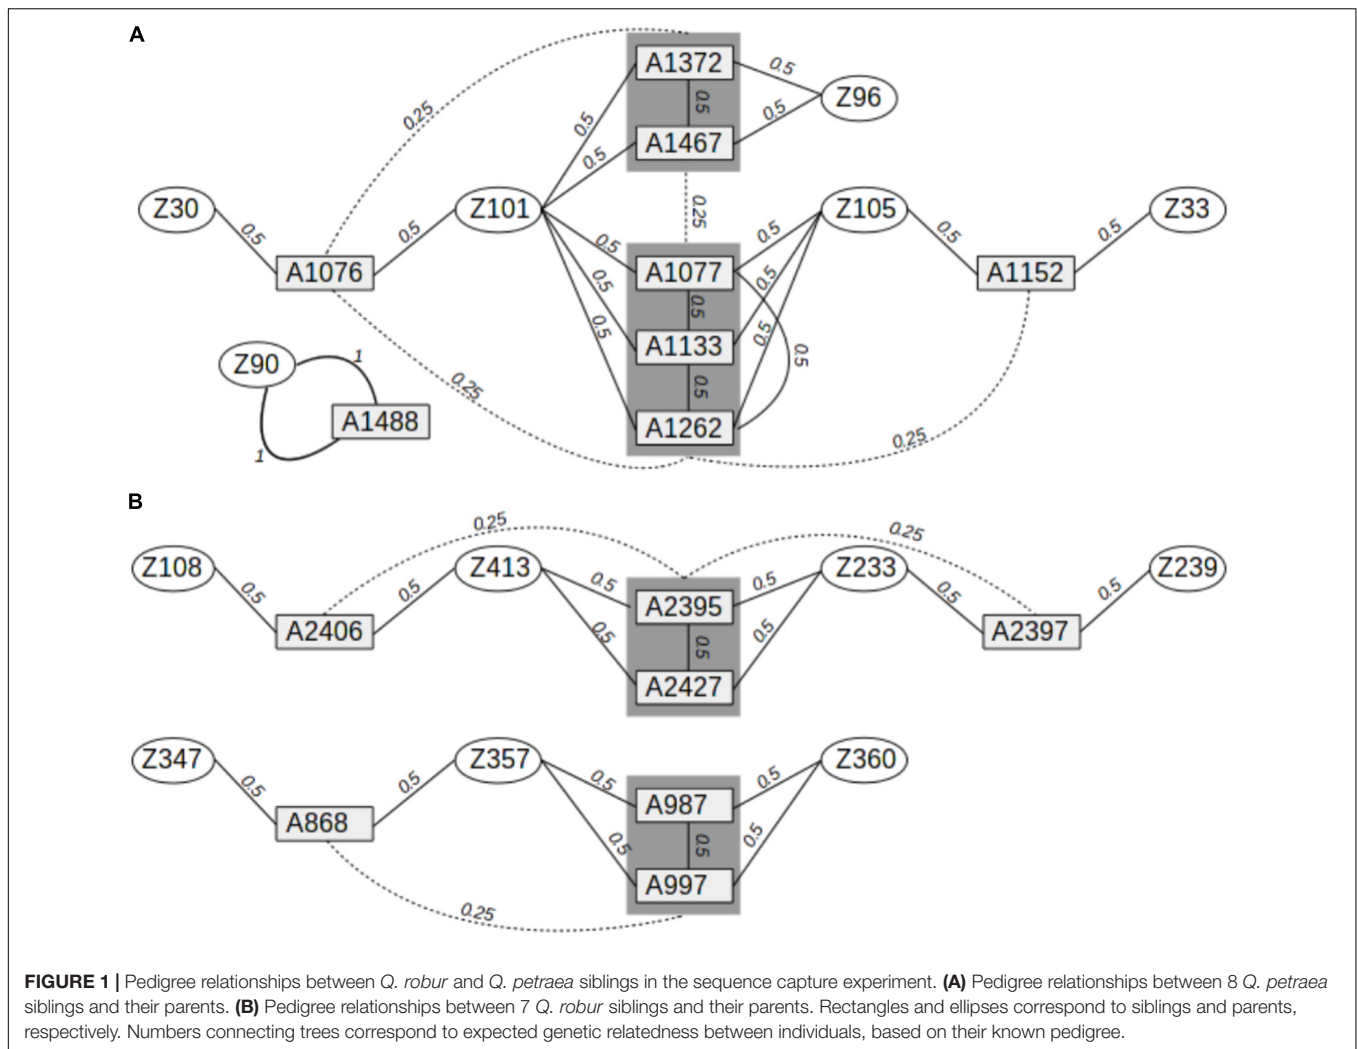 A
A1372
0.5
Z96
0.25
0.5
0.5
0.5
A1467
0.5
0.5
Z30
Z101
0.25
Z105
Z33
0.5
0.5
0.5
0.5
0.5
0.5
A1076
A1077
A1152
0.5
0.5
0.5
0.5
0.5
A1133
0.5
0.5
Z90
1
0.25
0.5
A1488
A1262
0.25
1
B
0.25
0.25
Z108
Z413
Z233
Z239
0.5
0.5
0.5
0.5
0.5
0.5
A2406
A2395
A2397
0.5
0.5
0.5
A2427
Z347
Z357
Z360
0.5
0.5
0.5
0.5
A868
A987
0.5
0.5
0.5
A997
0.25
FIGURE 1 | Pedigree relationships between Q. robur and Q. petraea siblings in the sequence capture experiment. (A) Pedigree relationships between 8 Q. petraea
siblings and their parents. (B) Pedigree relationships between 7 Q. robur siblings and their parents. Rectangles and ellipses correspond to siblings and parents,
respectively. Numbers connecting trees correspond to expected genetic relatedness between individuals, based on their known pedigree.